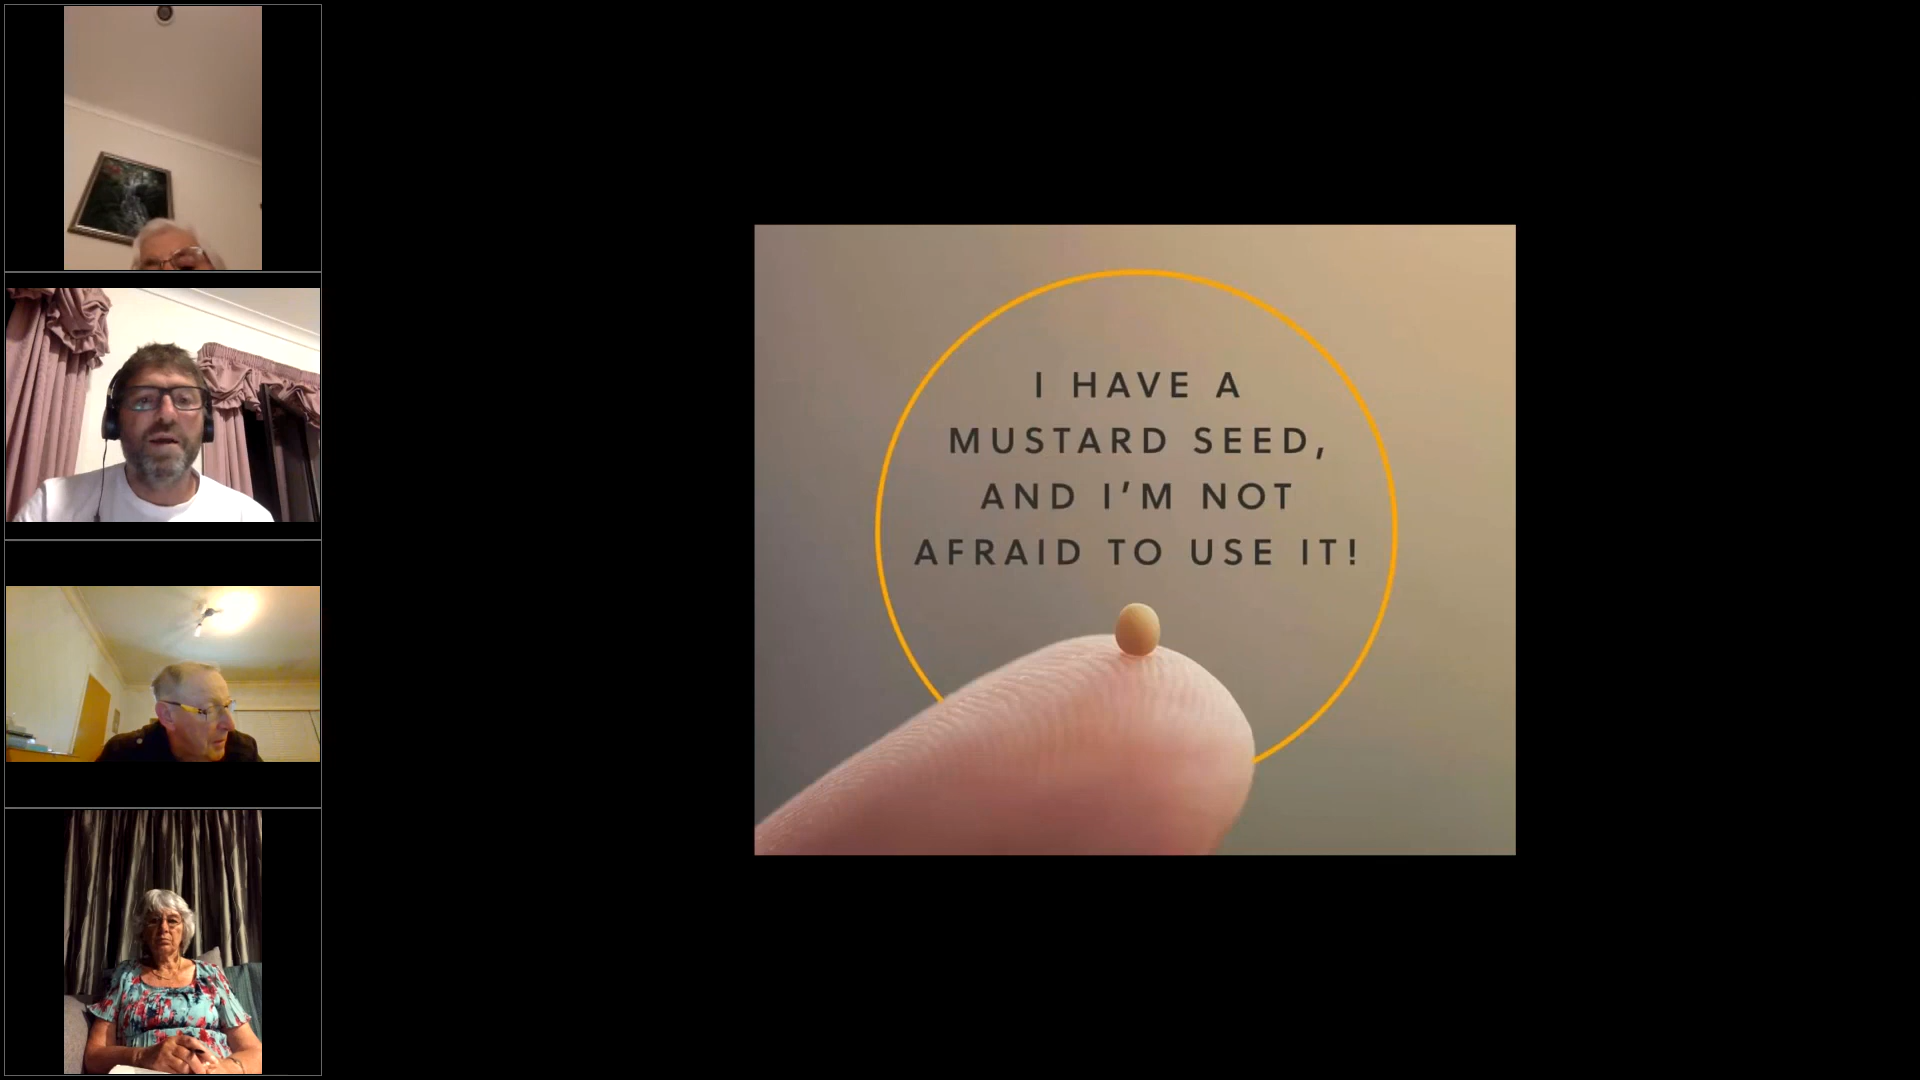 I HAVE A
MUSTARD SEED,
AND I’M NOT
AFRAID TO USE IT!